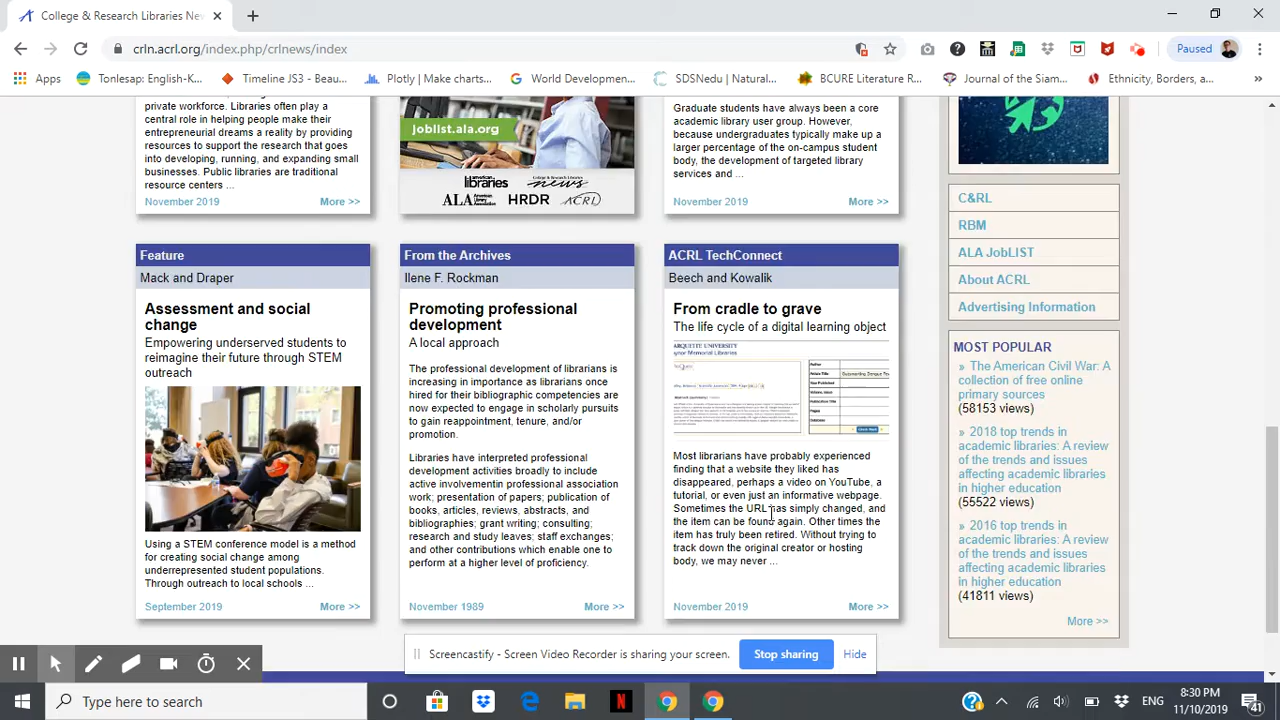 College & Research Libraries Ne
crln.acrl.org/index.php/crlnews/index
Paused
Apps
Tonlesap: English-K...
Timeline JS3 - Beau...
Plotly | Make charts...
World Developmen...
SDSNedu | Natural...
BCURE Literature R...
Journal of the Siam...
Ethnicity, Borders, a...
»
private workforce. Libraries often play a
central role in helping people make their
entrepreneurial dreams a reality by providing
resources to support the research that goes
into developing, running, and expanding small
businesses. Public libraries are traditional
resource centers ...
November 2019 More >>
joblist.ala.org
american libraries
College & Research Libraries news
ALA American Library Association HRDR ACRL
Graduate students have always been a core
academic library user group. However,
because undergraduates typically make up a
larger percentage of the on-campus student
body, the development of targeted library
services and ...
November 2019 More >>
Feature
Mack and Draper
Assessment and social
change
Empowering underserved students to
reimagine their future through STEM
outreach
Using a STEM conference model is a method
for creating social change among
underrepresented student populations.
Through outreach to local schools ...
September 2019 More >>
From the Archives
Ilene F. Rockman
Promoting professional
development
A local approach
The professional development of librarians is
increasing in importance as librarians once
hired for their bibliographic competencies are
now expected to engage in scholarly pursuits
to gain reappointment, tenure, and/or
promotion.
Libraries have interpreted professional
development activities broadly to include
active involvementin professional association
work; presentation of papers; publication of
books, articles, reviews, abstracts, and
bibliographies; grant writing; consulting;
research and study leaves; staff exchanges;
and other contributions which enable one to
perform at a higher level of proficiency.
November 1989 More >>
ACRL TechConnect
Beech and Kowalik
From cradle to grave
The life cycle of a digital learning object
ARQUETTE UNIVERSITY
ynor Memorial Libraries
Most librarians have probably experienced
finding that a website they liked has
disappeared, perhaps a video on YouTube, a
tutorial, or even just an informative webpage.
Sometimes the URL has simply changed, and
the item can be found again. Other times the
item has truly been retired. Without trying to
track down the original creator or hosting
body, we may never ...
November 2019 More >>
C&RL
RBM
ALA JobLIST
About ACRL
Advertising Information
MOST POPULAR
» The American Civil War: A
collection of free online
primary sources
(58153 views)
» 2018 top trends in
academic libraries: A review
of the trends and issues
affecting academic libraries
in higher education
(55522 views)
» 2016 top trends in
academic libraries: A review
of the trends and issues
affecting academic libraries
in higher education
(41811 views)
More >>
Screencastify - Screen Video Recorder is sharing your screen.
Stop sharing
Hide
Type here to search
ENG
8:30 PM
11/10/2019
41